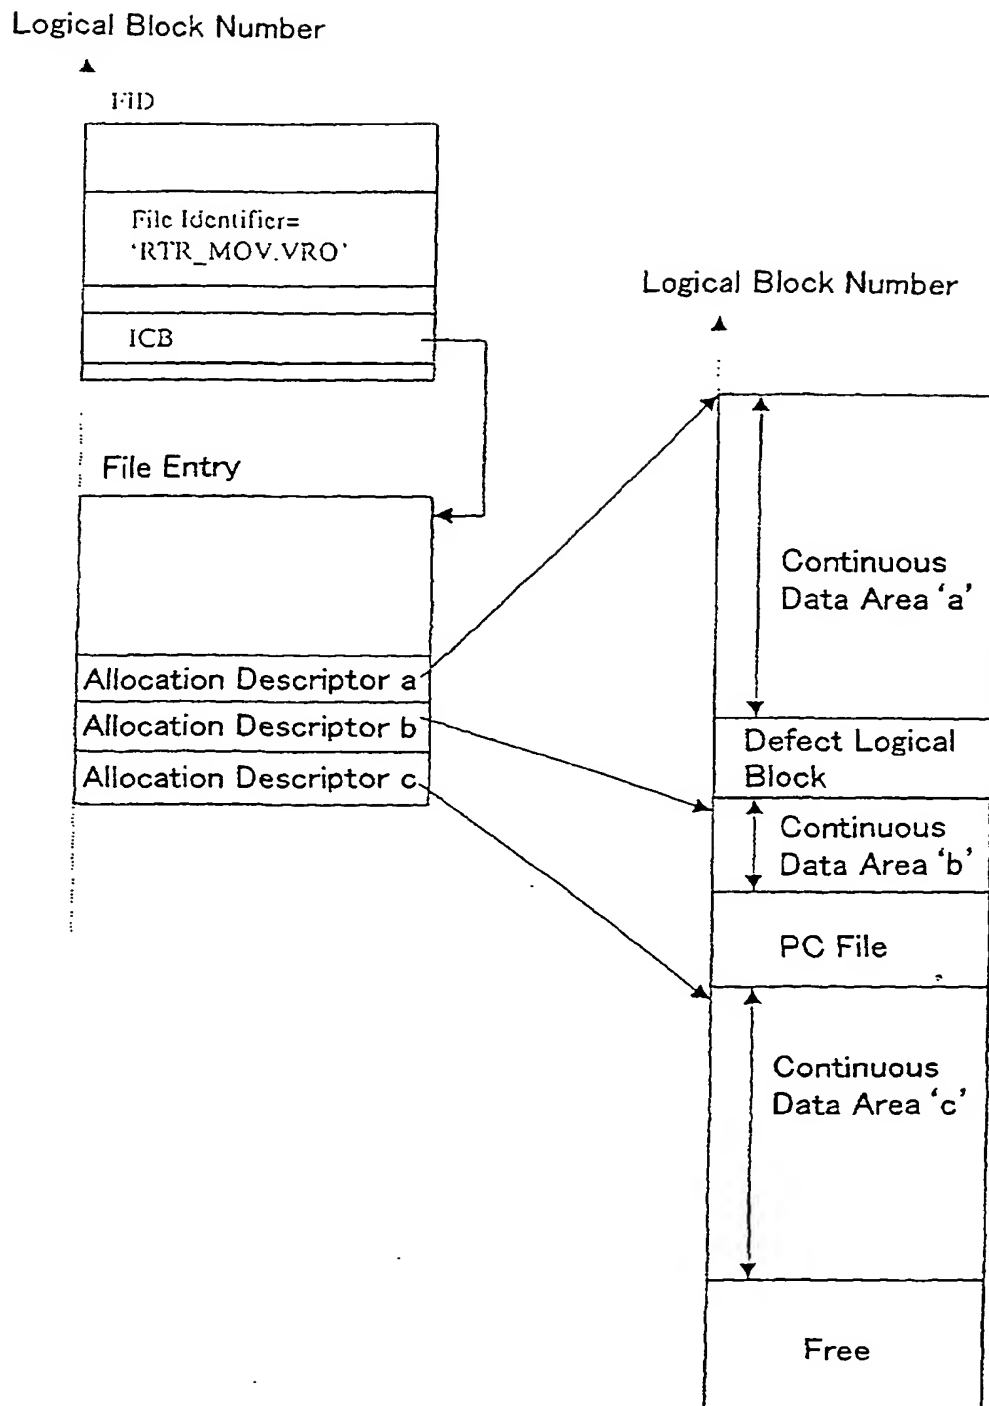 Logical Block Number
FID
File Identifier=
‘RTR_MOV.VRO’
ICB
File Entry
Allocation Descriptor a
Allocation Descriptor b
Allocation Descriptor c
Logical Block Number
Continuous
Data Area ‘a’
Defect Logical
Block
Continuous
Data Area ‘b’
PC File
Continuous
Data Area ‘c’
Free